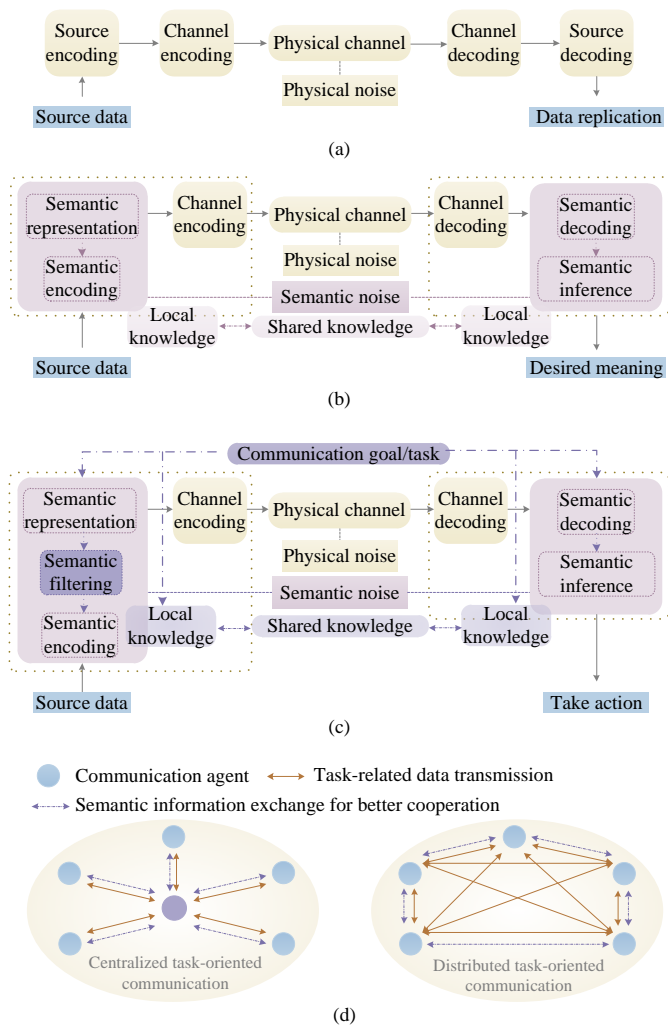 Source
encoding
Channel
encoding
Physical channel
Channel
decoding
Source
decoding
Physical noise
Source data
Data replication
(a)
Semantic
representation
Semantic
encoding
Channel
encoding
Physical channel
Channel
decoding
Semantic
decoding
Physical noise
Semantic
inference
Semantic noise
Local
knowledge
Shared knowledge
Local
knowledge
Source data
Desired meaning
(b)
Communication goal/task
Semantic
representation
Channel
encoding
Physical channel
Channel
decoding
Semantic
decoding
Semantic
filtering
Physical noise
Semantic
inference
Semantic noise
Semantic
encoding
Local
knowledge
Shared knowledge
Local
knowledge
Source data
Take action
(c)
Communication agent
Task-related data transmission
Semantic information exchange for better cooperation
Centralized task-oriented
communication
Distributed task-oriented
communication
(d)